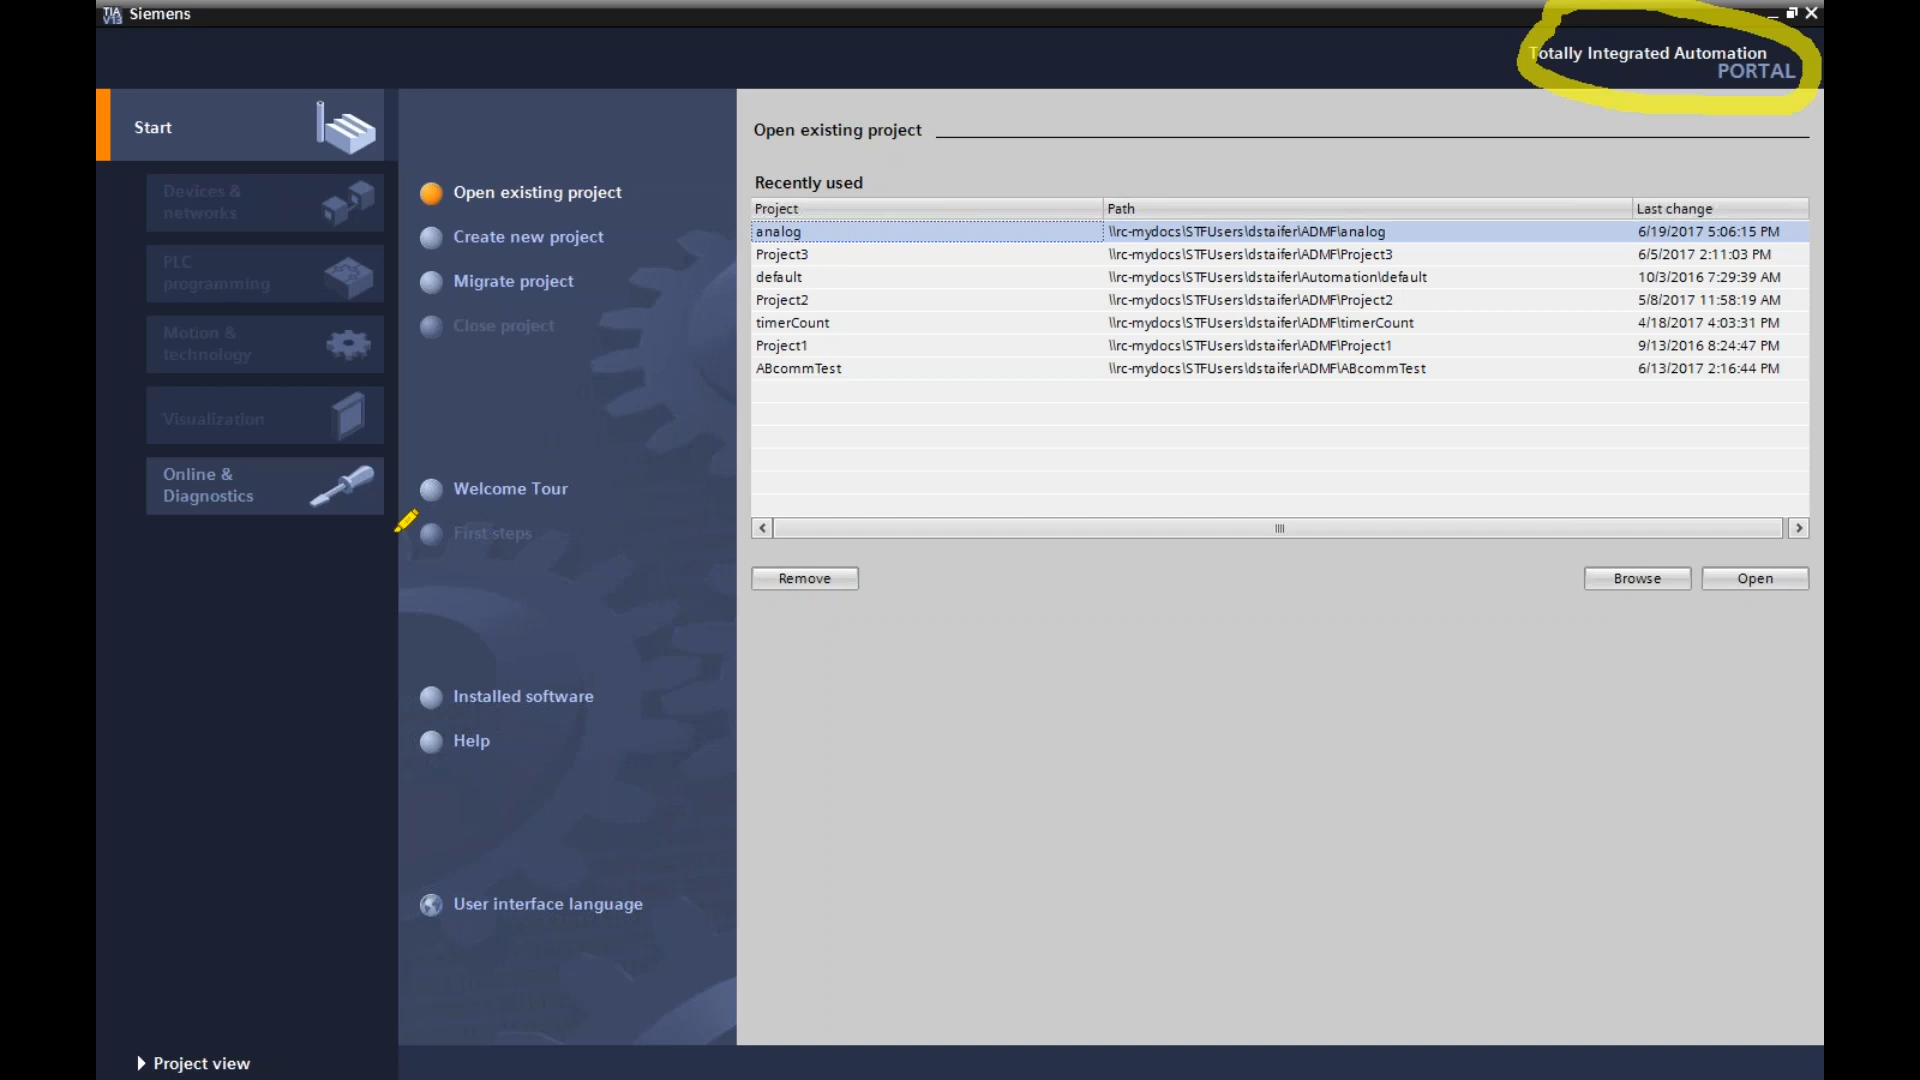 TIA
V13
Siemens
Totally Integrated Automation
PORTAL
Start
Devices &
networks
PLC
programming
Motion &
technology
Visualization
Online &
Diagnostics
Open existing project
Create new project
Migrate project
Close project
Welcome Tour
First steps
Installed software
Help
User interface language
Open existing project
Recently used
Project Path Last change
analog \\rc-mydocs\STFUsers\dstaifer\ADMF\analog 6/19/2017 5:06:15 PM
Project3 \\rc-mydocs\STFUsers\dstaifer\ADMF\Project3 6/5/2017 2:11:03 PM
default \\rc-mydocs\STFUsers\dstaifer\Automation\default 10/3/2016 7:29:39 AM
Project2 \\rc-mydocs\STFUsers\dstaifer\ADMF\Project2 5/8/2017 11:58:19 AM
timerCount \\rc-mydocs\STFUsers\dstaifer\ADMF\timerCount 4/18/2017 4:03:31 PM
Project1 \\rc-mydocs\STFUsers\dstaifer\ADMF\Project1 9/13/2016 8:24:47 PM
ABcommTest \\rc-mydocs\STFUsers\dstaifer\ADMF\ABcommTest 6/13/2017 2:16:44 PM
Remove Browse Open
Project view